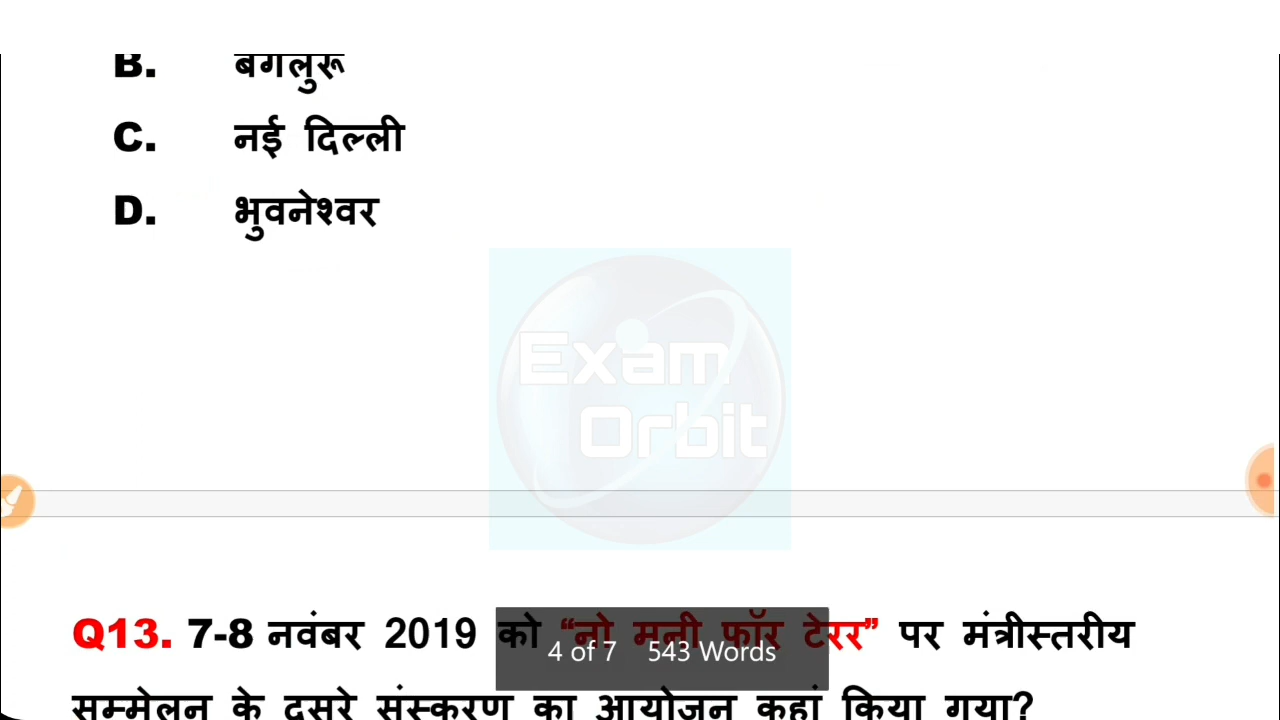 B. बेंगलुरू
C. नई दिल्ली
D. भुवनेश्वर
Exam
Orbit
Q13. 7-8 नवंबर 2019 को “नो मनी फॉर टेरर” पर मंत्रीस्तरीय
4 of 7 543 Words
सम्मेलन के दूसरे संस्करण का आयोजन कहां किया गया?